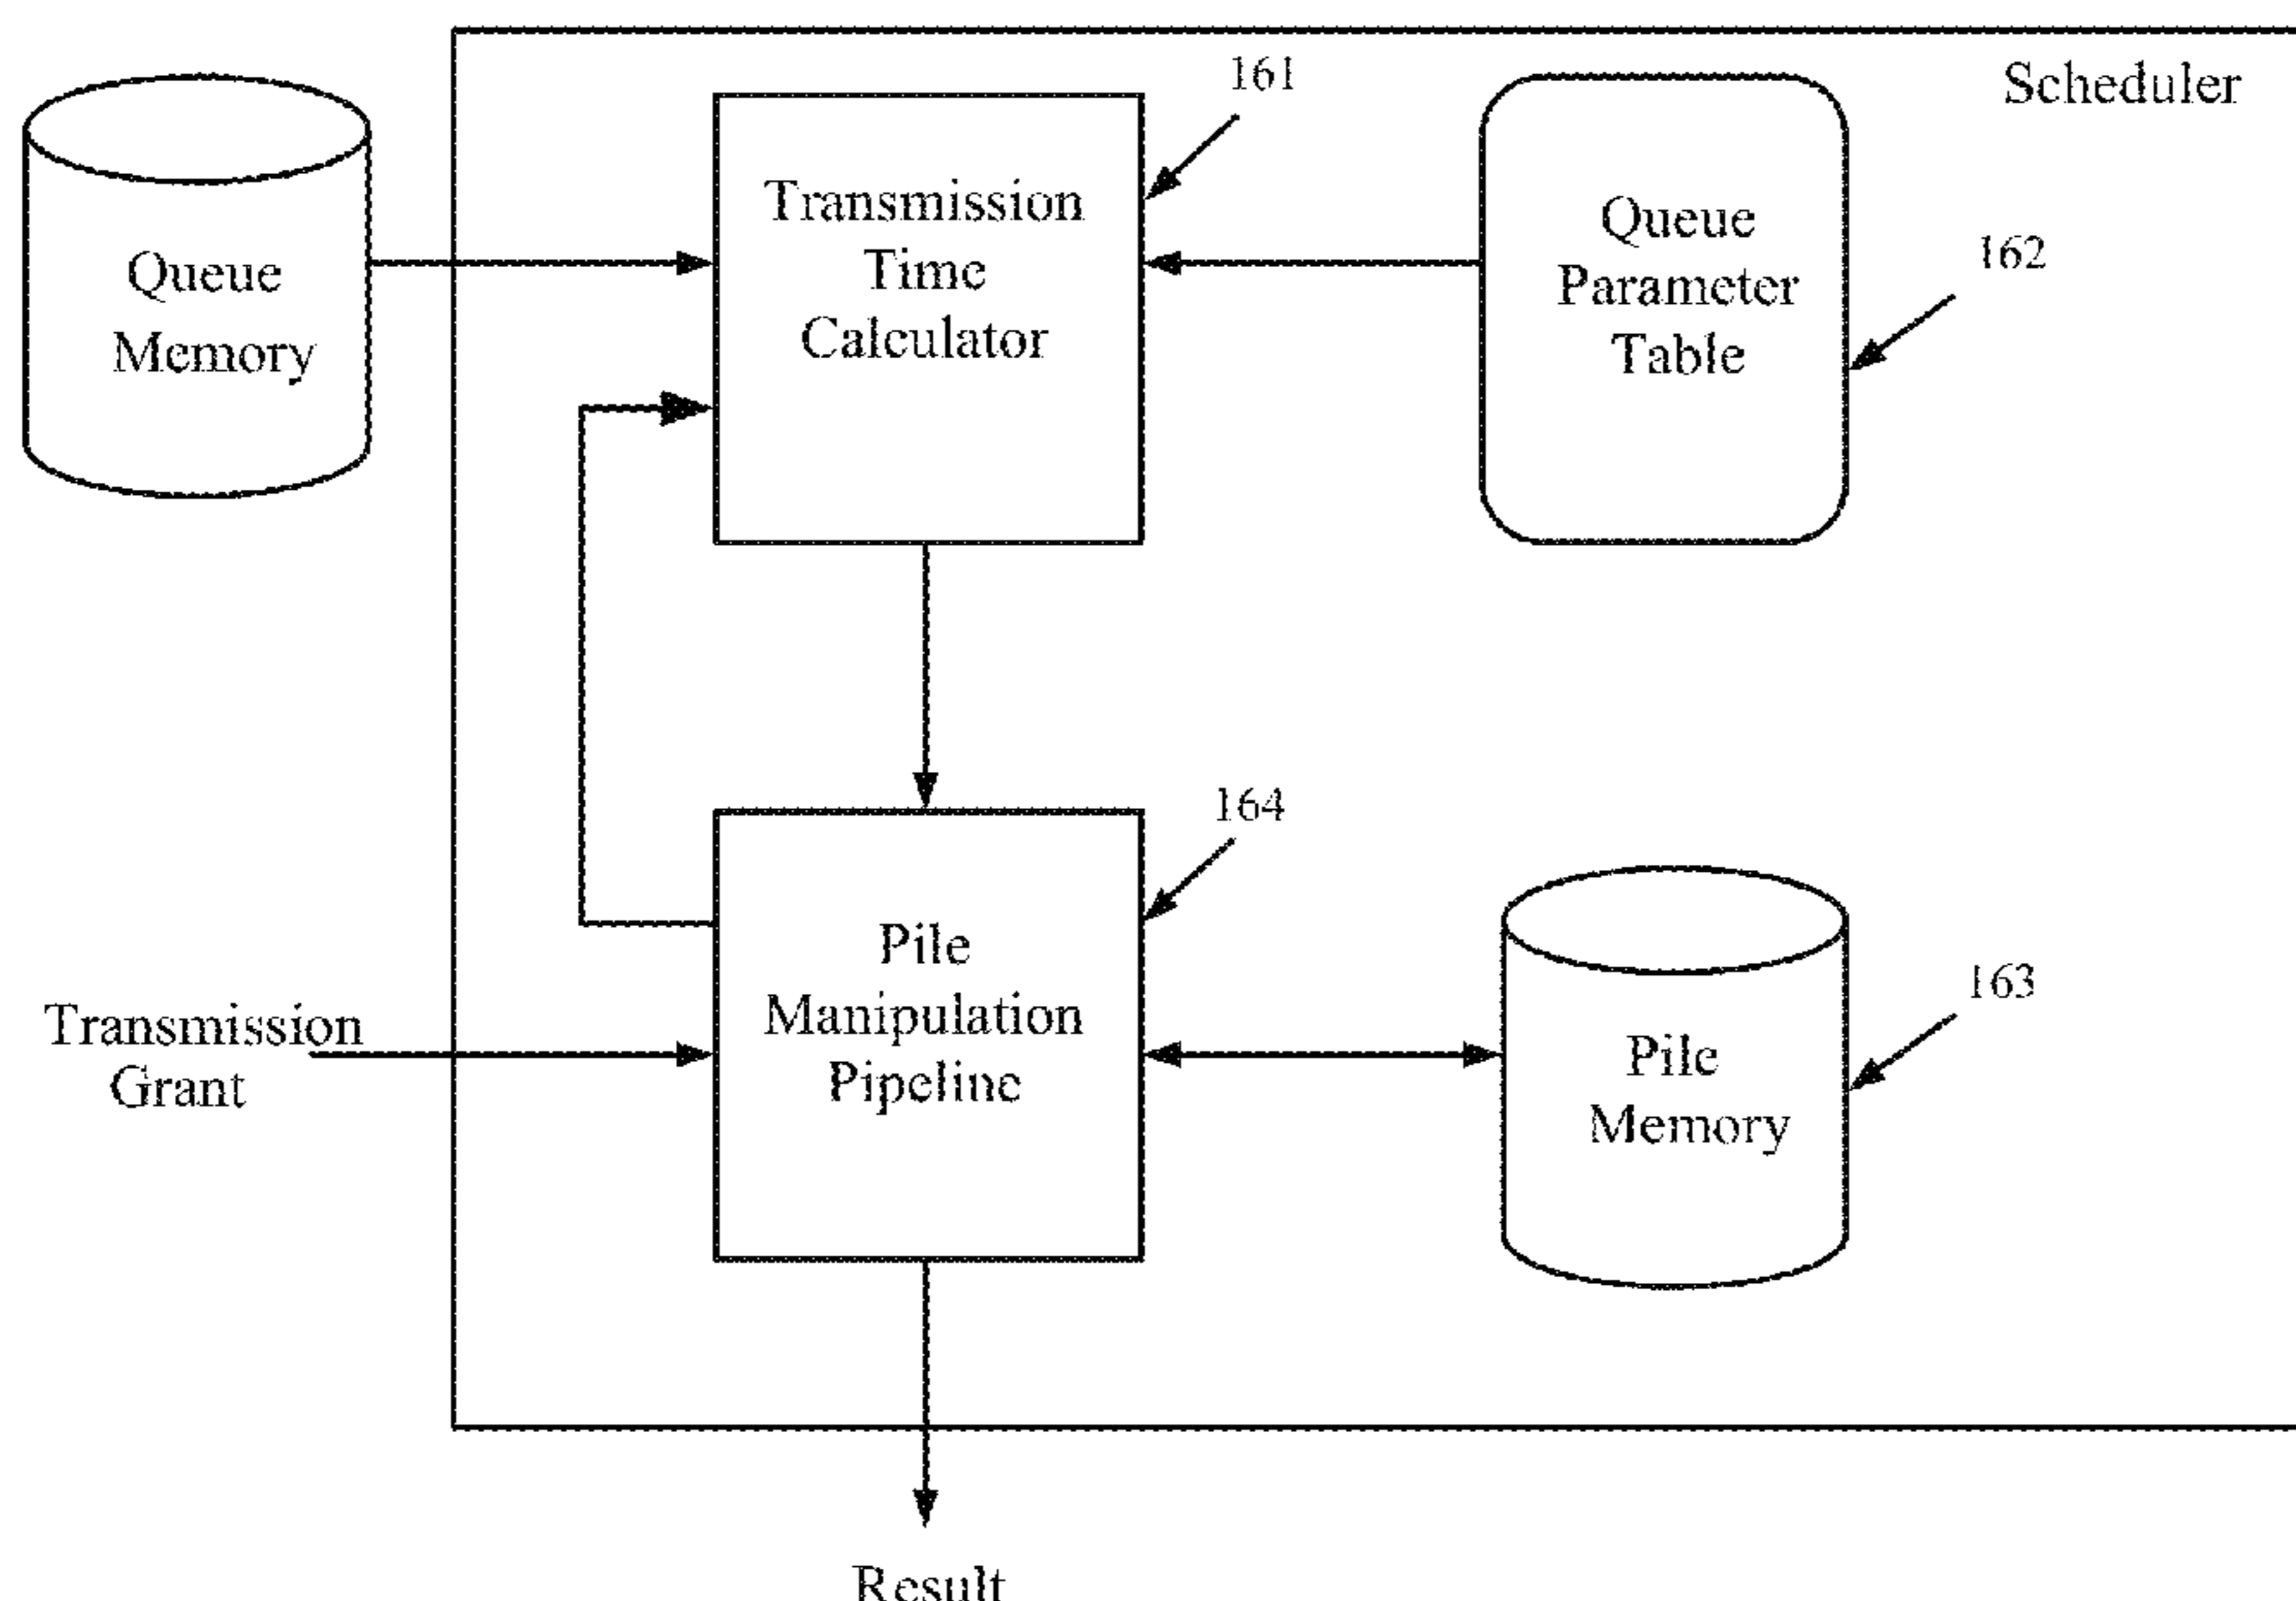 Scheduler
161
Transmission
Time
Calculator
Queue
Parameter
Table
162
Queue
Memory
164
Pile
Manipulation
Pipeline
163
Pile
Memory
Transmission
Grant
Result